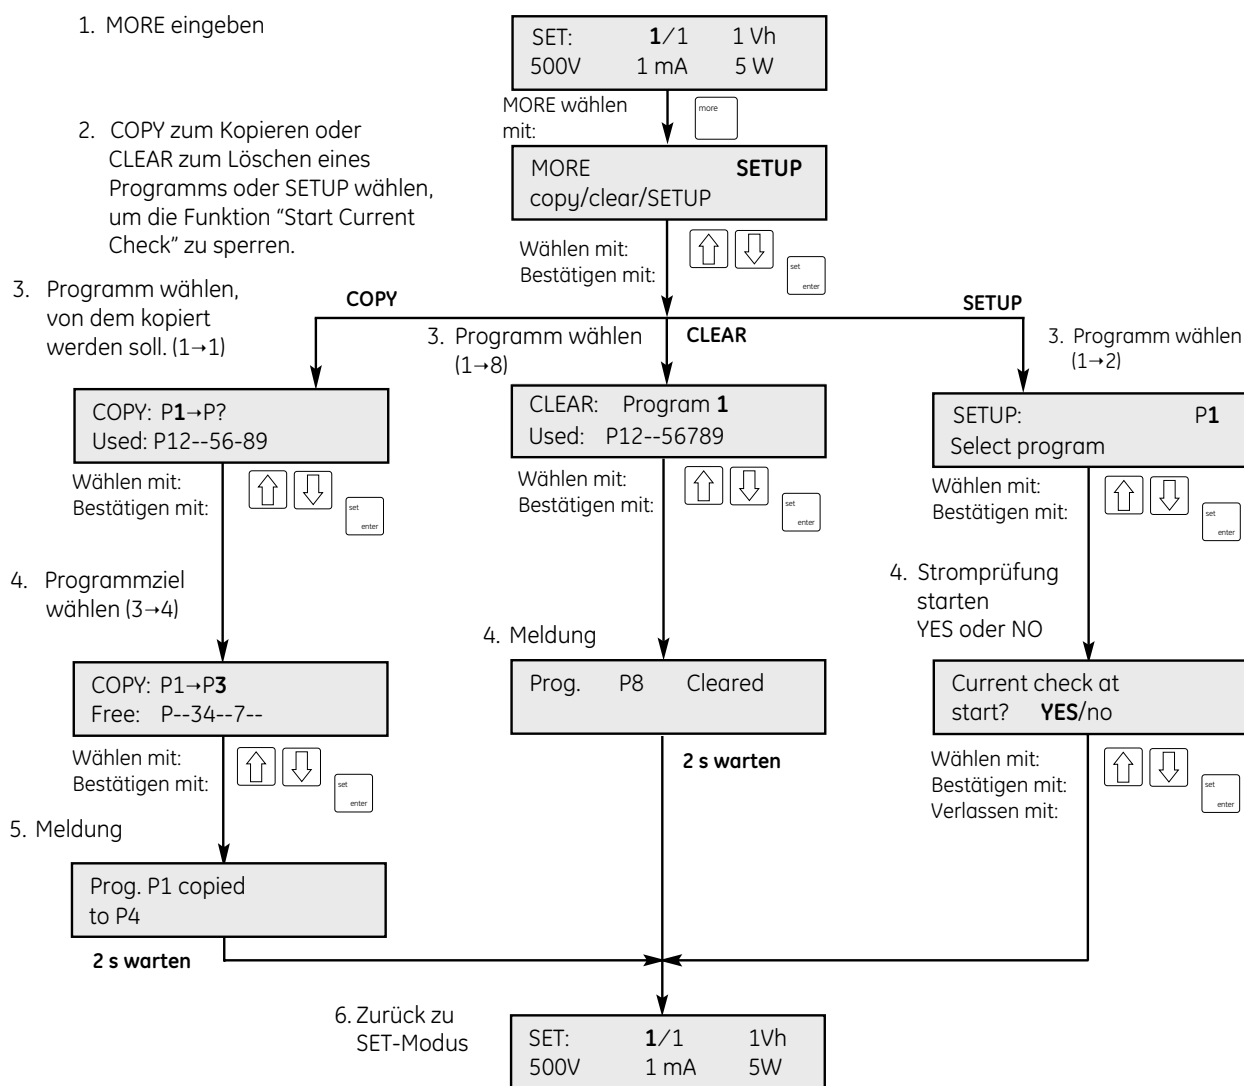 1. MORE eingeben
SET: 1/1 1 Vh
500V 1 mA 5 W
MORE wählen
mit:
more
2. COPY zum Kopieren oder
CLEAR zum Löschen eines
Programms oder SETUP wählen,
um die Funktion “Start Current
Check” zu sperren.
MORE SETUP
copy/clear/SETUP
Wählen mit:
Bestätigen mit:
set
enter
COPY
CLEAR
SETUP
3. Programm wählen,
von dem kopiert
werden soll. (1→1)
COPY: P1→P?
Used: P12--56-89
Wählen mit:
Bestätigen mit:
set
enter
4. Programmziel
wählen (3→4)
COPY: P1→P3
Free: P--34--7--
Wählen mit:
Bestätigen mit:
set
enter
5. Meldung
Prog. P1 copied
to P4
2 s warten
3. Programm wählen
(1→8)
CLEAR: Program 1
Used: P12--56789
Wählen mit:
Bestätigen mit:
set
enter
4. Meldung
Prog. P8 Cleared
2 s warten
3. Programm wählen
(1→2)
SETUP: P1
Select program
Wählen mit:
Bestätigen mit:
set
enter
4. Stromprüfung
starten
YES oder NO
Current check at
start? YES/no
Wählen mit:
Bestätigen mit:
Verlassen mit:
set
enter
6. Zurück zu
SET-Modus
SET: 1/1 1Vh
500V 1 mA 5W